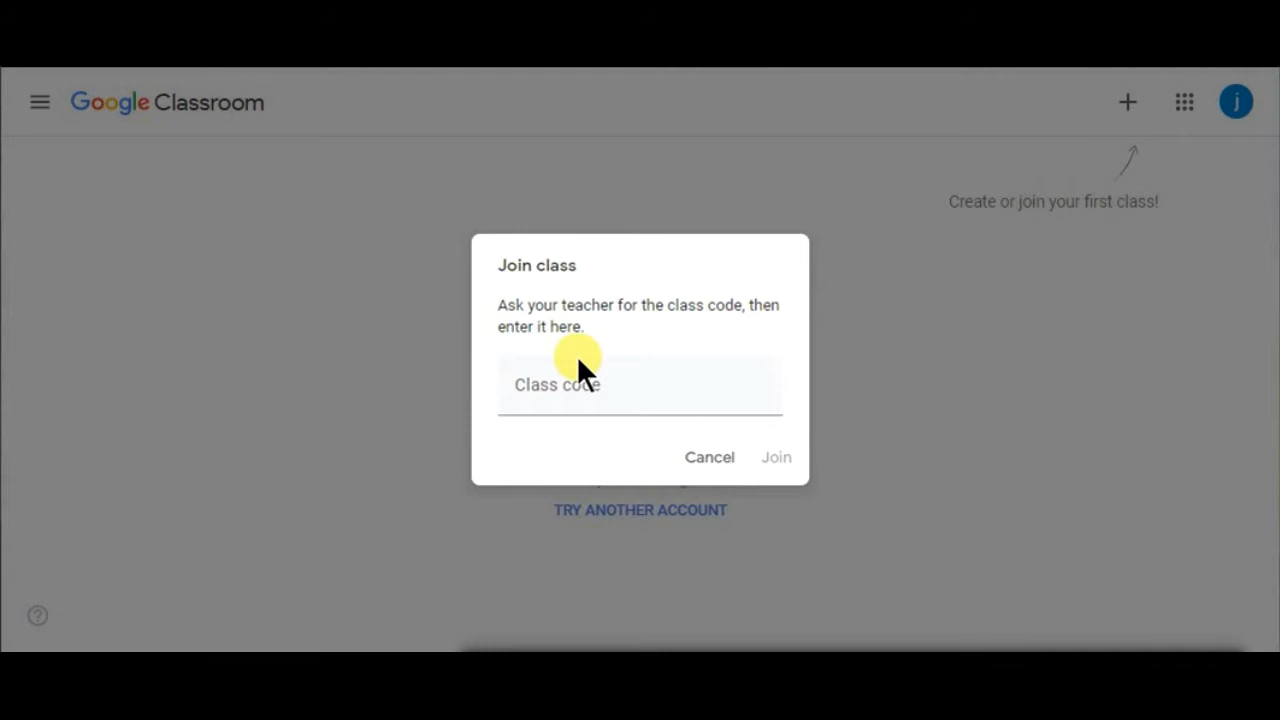 Google Classroom
j
Create or join your first class!
Join class
Ask your teacher for the class code, then
enter it here.
Class code
Cancel Join
TRY ANOTHER ACCOUNT
?